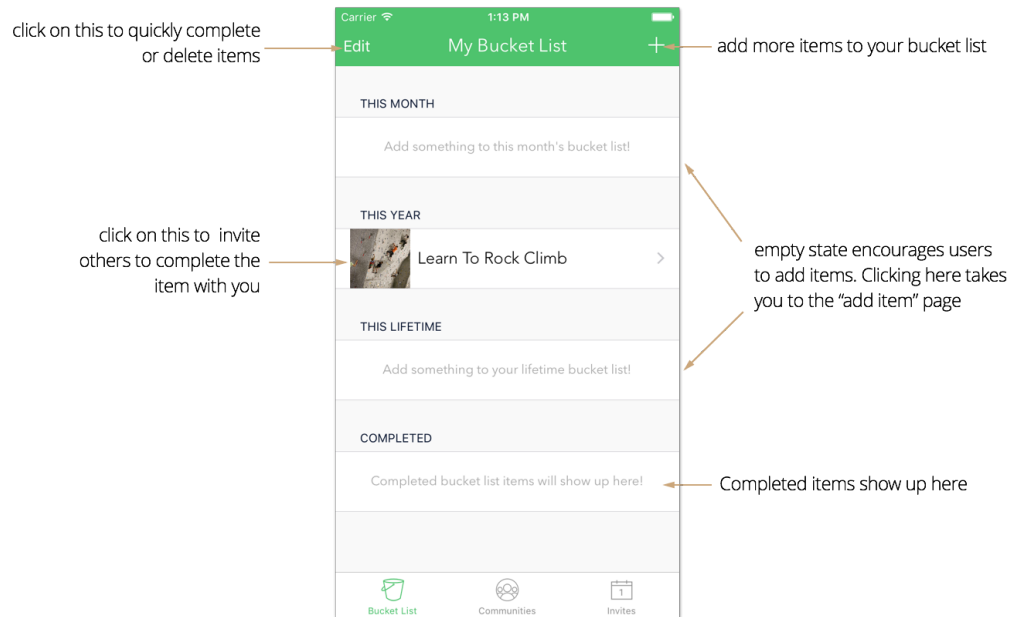 Carrier
1:13 PM
Edit
My Bucket List
click on this to quickly complete
or delete items
add more items to your bucket list
THIS MONTH
Add something to this month's bucket list!
THIS YEAR
Learn To Rock Climb
click on this to invite
others to complete the
item with you
empty state encourages users
to add items. Clicking here takes
you to the “add item” page
THIS LIFETIME
Add something to your lifetime bucket list!
COMPLETED
Completed bucket list items will show up here!
Completed items show up here
1
Bucket List
Communities
Invites